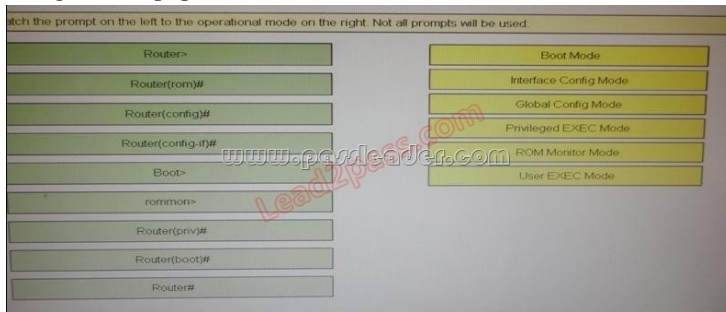 atch the prompt on the left to the operational mode on the right. Not all prompts will be used.
Router>
Router(rom)#
Router(config)#
Router(config-if)#
Boot>
rommon>
Router(priv)#
Router(boot)#
Router#
Boot Mode
Interface Config Mode
Global Config Mode
Privileged EXEC Mode
ROM Monitor Mode
User EXEC Mode
www.passleader.com
Lead2pass.com